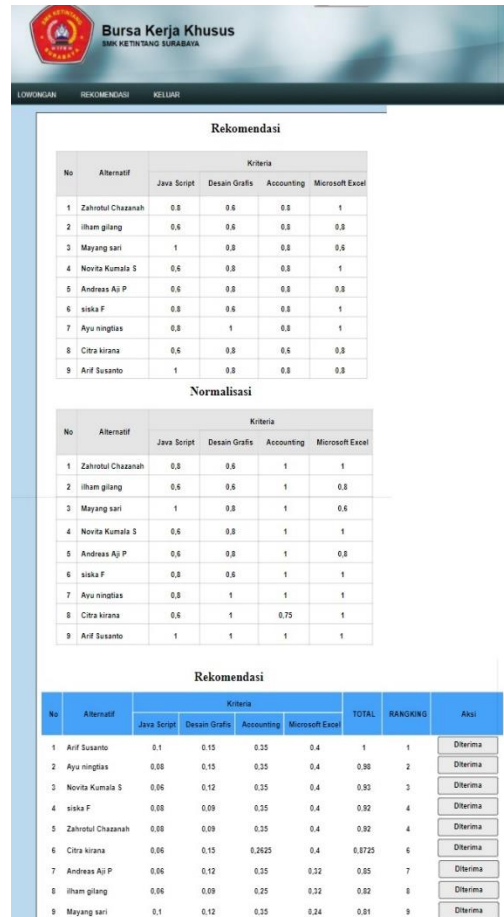 Bursa Kerja Khusus
SMK KETINTANG SURABAYA
LOWONGAN REKOMENDASI KELUAR
Rekomendasi
No Alternatif Kriteria
Java Script Desain Grafis Accounting Microsoft Excel
1 Zahrotul Chazanah 0.8 0.6 0.8 1
2 ilham gilang 0,6 0,6 0,8 0,8
3 Mayang sari 1 0,8 0,8 0,6
4 Novita Kumala S 0,6 0,8 0,8 1
5 Andreas Aji P 0,6 0,8 0,8 0,8
6 siska F 0,8 0,6 0,8 1
7 Ayu ningtias 0,8 1 0,8 1
8 Citra kirana 0,6 0,8 0,6 0,8
9 Arif Susanto 1 0,8 0,8 0,8
Normalisasi
No Alternatif Kriteria
Java Script Desain Grafis Accounting Microsoft Excel
1 Zahrotul Chazanah 0,8 0,6 1 1
2 ilham gilang 0,6 0,6 1 0,8
3 Mayang sari 1 0,8 1 0,6
4 Novita Kumala S 0,6 0,8 1 1
5 Andreas Aji P 0,6 0,8 1 0,8
6 siska F 0,8 0,6 1 1
7 Ayu ningtias 0,8 1 1 1
8 Citra kirana 0,6 1 0,75 1
9 Arif Susanto 1 1 1 1
Rekomendasi
No Alternatif Kriteria TOTAL RANGKING Aksi
Java Script Desain Grafis Accounting Microsoft Excel
1 Arif Susanto 0.1 0,15 0,35 0,4 1 1 Diterima
2 Ayu ningtias 0,08 0,15 0,35 0,4 0,98 2 Diterima
3 Novita Kumala S 0,06 0,12 0,35 0,4 0,93 3 Diterima
4 siska F 0,08 0,09 0,35 0,4 0,92 4 Diterima
5 Zahrotul Chazanah 0,08 0,09 0,35 0,4 0,92 4 Diterima
6 Citra kirana 0,06 0,15 0,2625 0,4 0,8725 6 Diterima
7 Andreas Aji P 0,06 0,12 0,35 0,32 0,85 7 Diterima
8 ilham gilang 0,06 0,09 0,25 0,32 0,82 8 Diterima
9 Mayang sari 0,1 0,12 0,35 0,24 0,81 9 Diterima